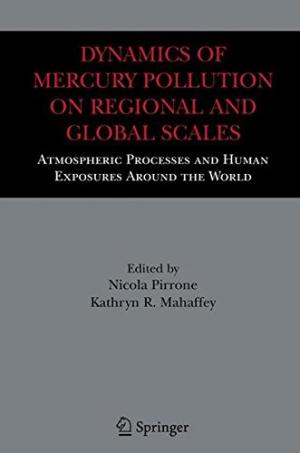 DYNAMICS OF
MERCURY POLLUTION
ON REGIONAL AND
GLOBAL SCALES
ATMOSPHERIC PROCESSES AND HUMAN
EXPOSURES AROUND THE WORLD
Edited by
Nicola Pirrone
Kathryn R. Mahaffey
Springer